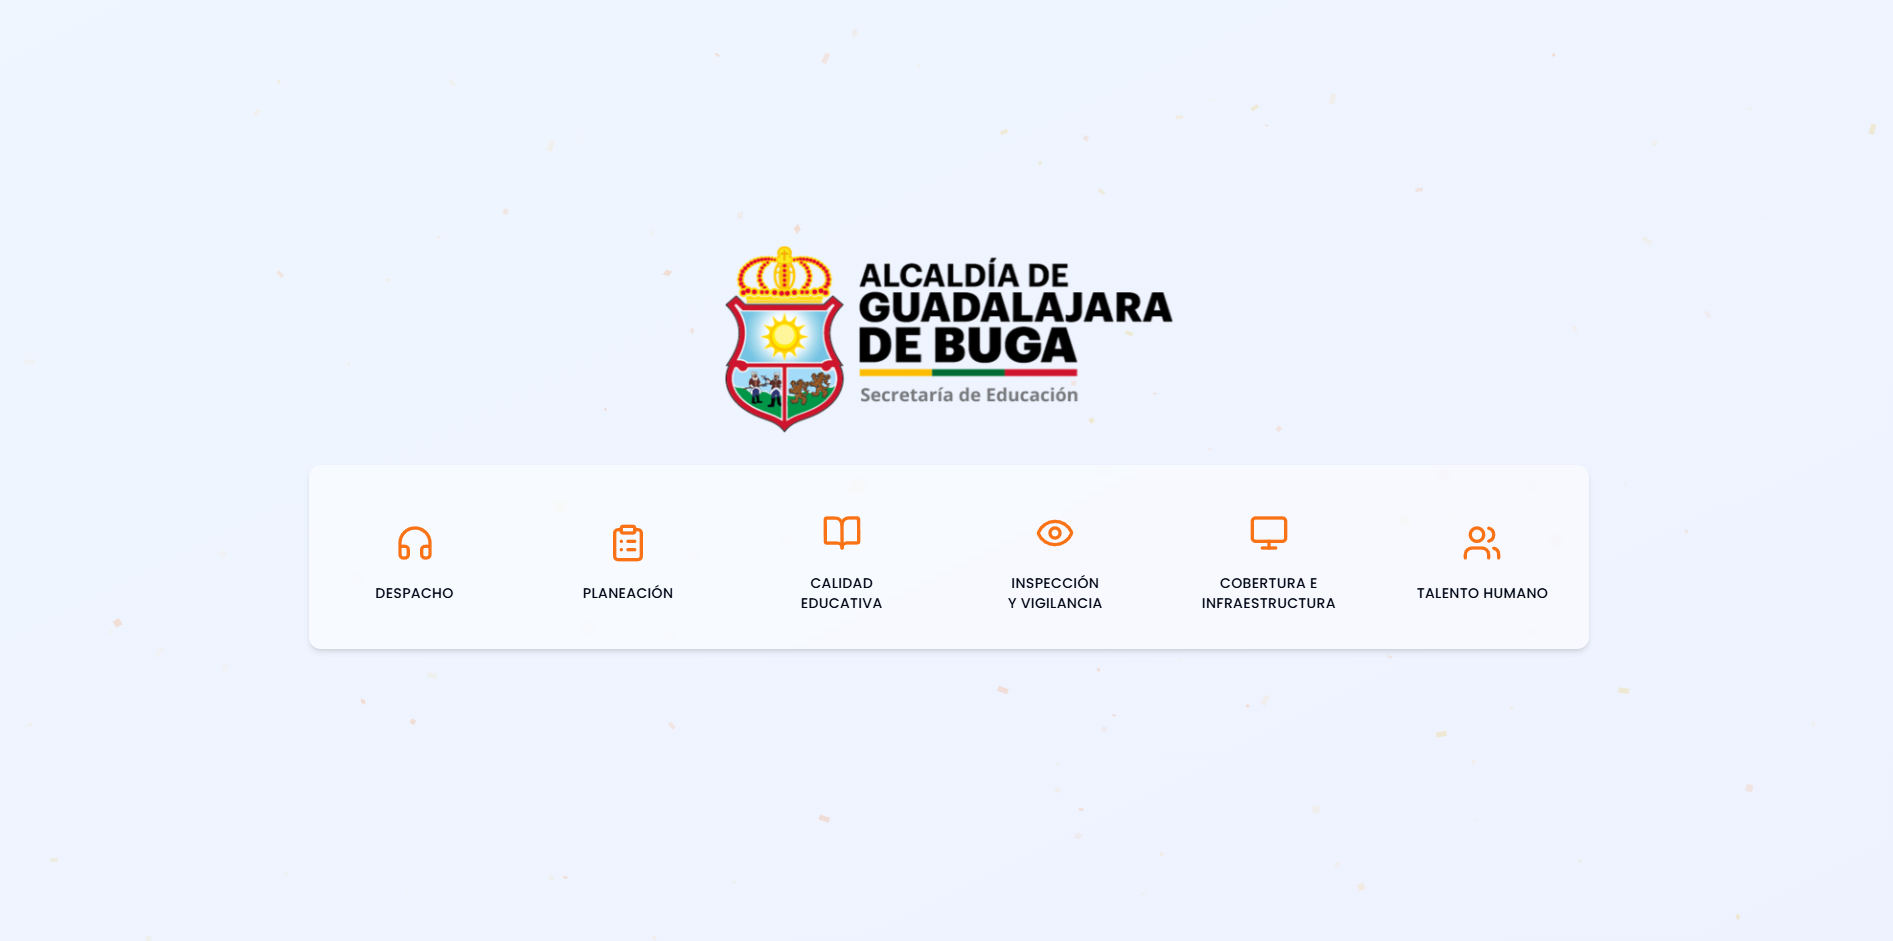 ALCALDÍA DE
GUADALAJARA
DE BUGA
Secretaría de Educación
DESPACHO
PLANEACIÓN
CALIDAD
EDUCATIVA
INSPECCIÓN
Y VIGILANCIA
COBERTURA E
INFRAESTRUCTURA
TALENTO HUMANO